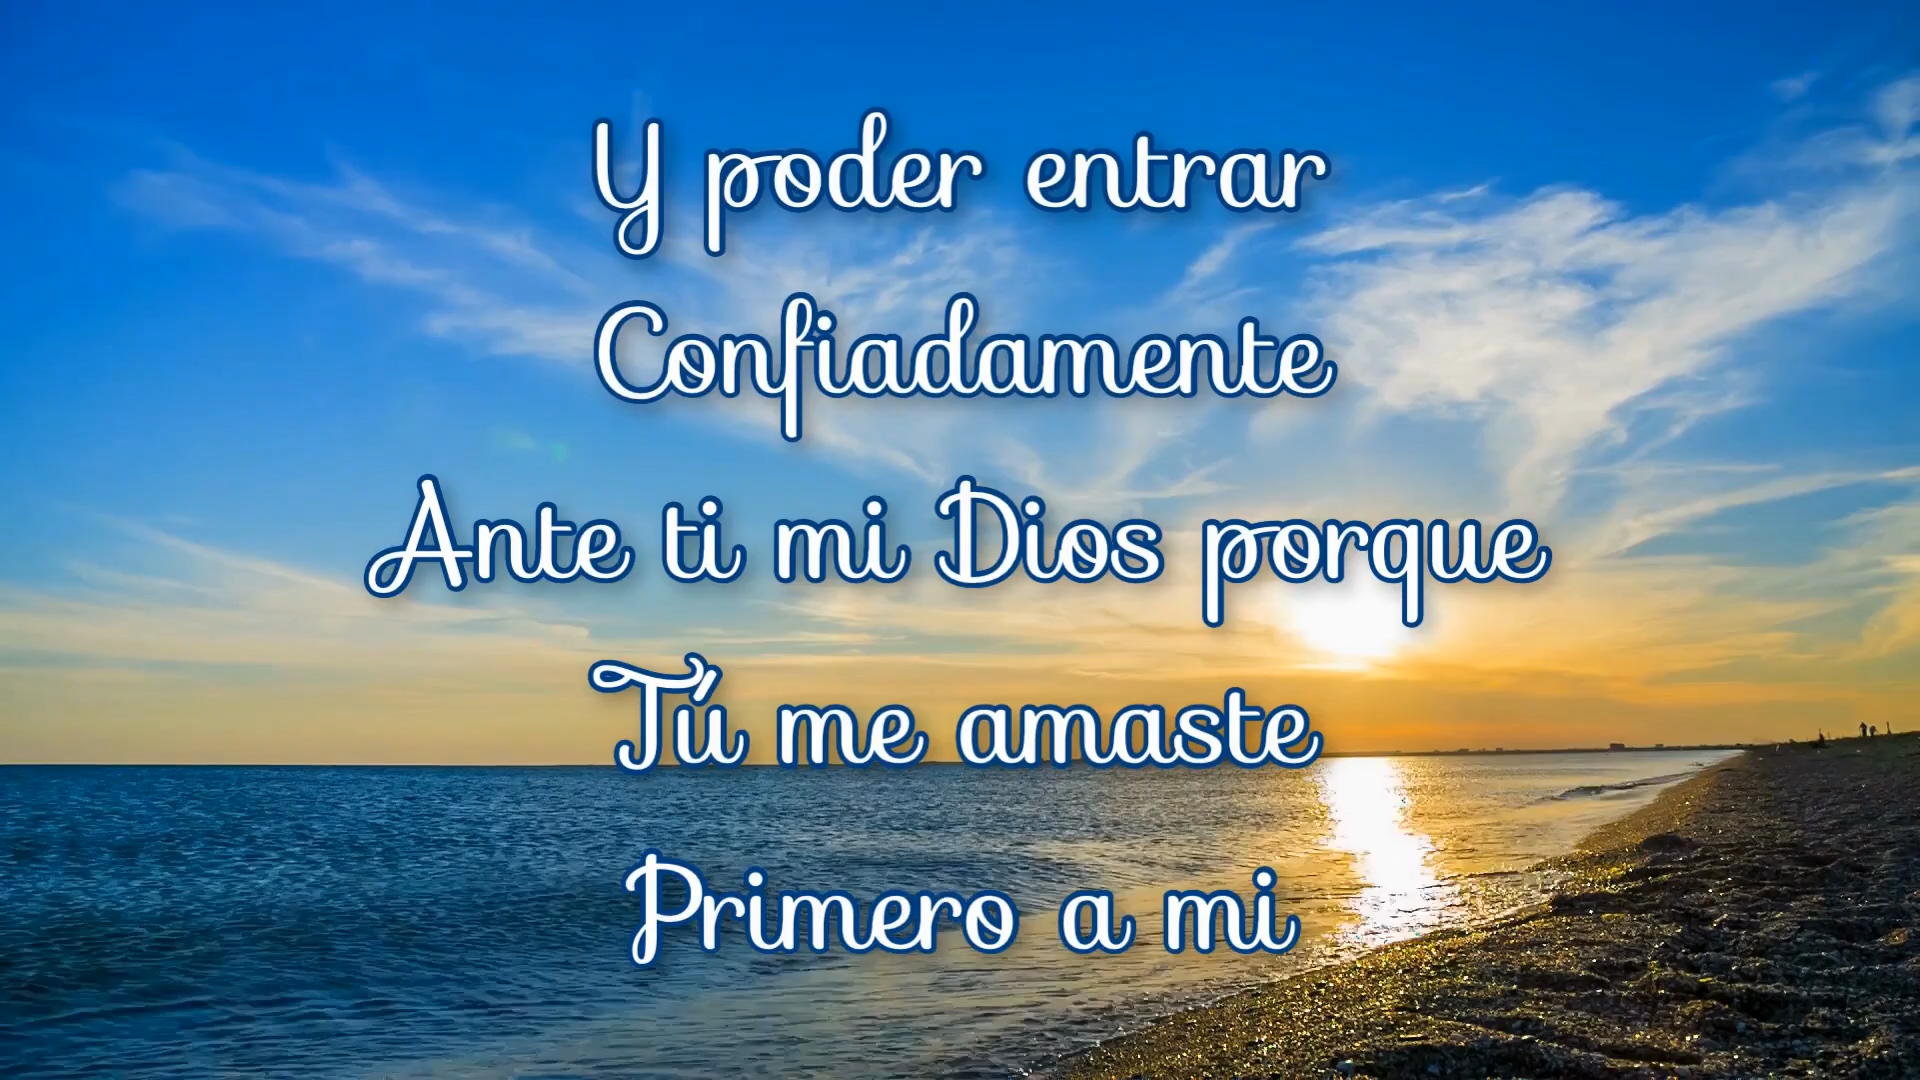 Y poder entrar
Confiadamente
Ante ti mi Dios porque
Tú me amaste
Primero a mi